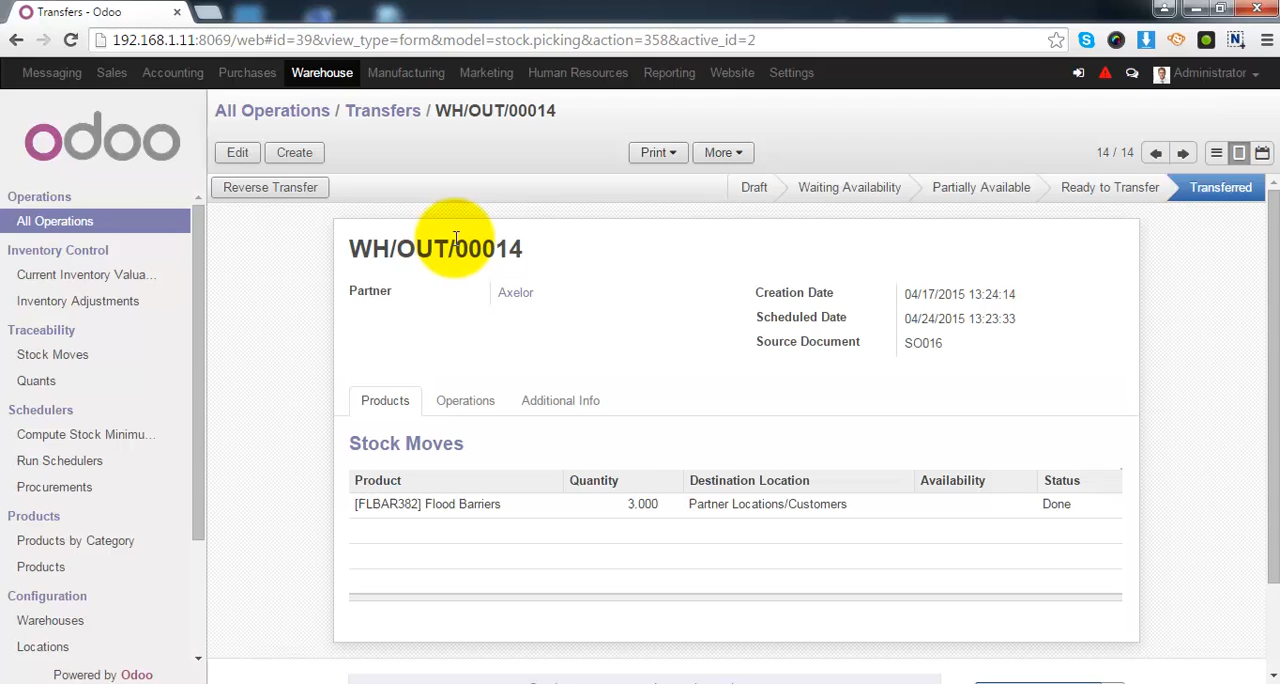 Transfers - Odoo
192.168.1.11:8069/web#id=39&view_type=form&model=stock.picking&action=358&active_id=2
Messaging Sales Accounting Purchases Warehouse Manufacturing Marketing Human Resources Reporting Website Settings Administrator
odoo
All Operations / Transfers / WH/OUT/00014
Edit Create Print More 14 / 14
Reverse Transfer Draft Waiting Availability Partially Available Ready to Transfer Transferred
Operations
All Operations
Inventory Control
Current Inventory Valua...
Inventory Adjustments
Traceability
Stock Moves
Quants
Schedulers
Compute Stock Minimu...
Run Schedulers
Procurements
Products
Products by Category
Products
Configuration
Warehouses
Locations
Powered by Odoo
WH/OUT/00014
Partner Axelor
Creation Date 04/17/2015 13:24:14
Scheduled Date 04/24/2015 13:23:33
Source Document SO016
Products Operations Additional Info
Stock Moves
Product Quantity Destination Location Availability Status
[FLBAR382] Flood Barriers 3.000 Partner Locations/Customers Done